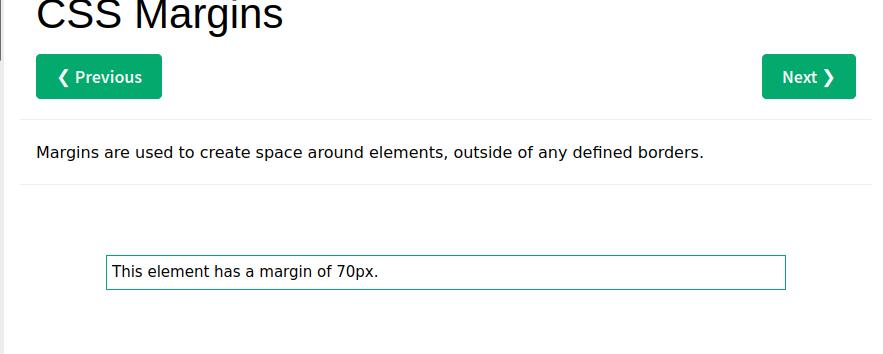 CSS Margins
❮ Previous
Next ❯
Margins are used to create space around elements, outside of any defined borders.
This element has a margin of 70px.